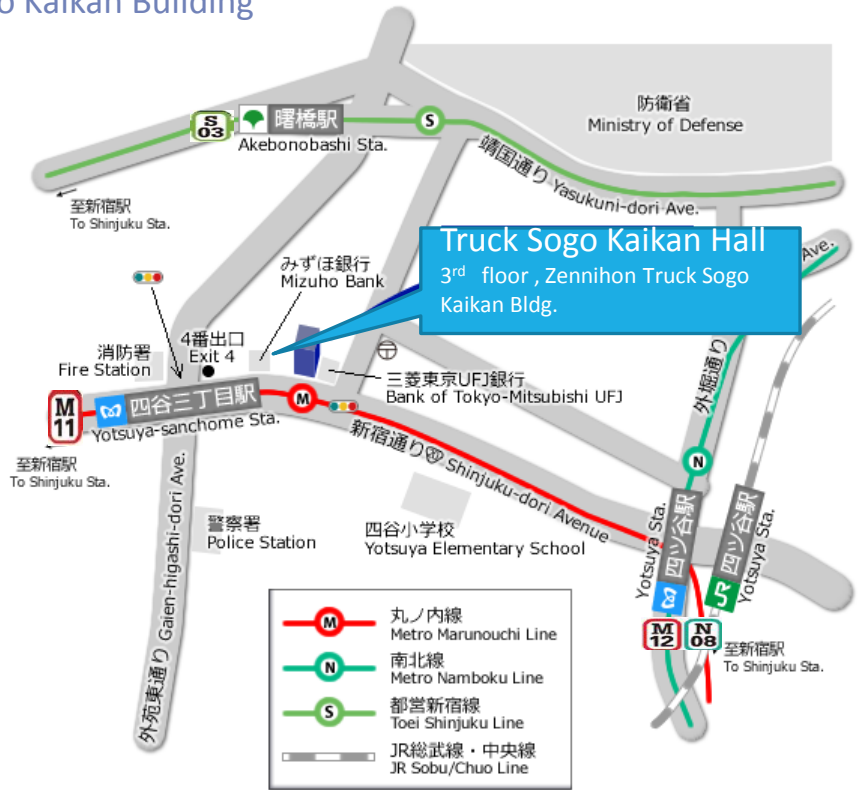 o Kaikan Building
防衛省
Ministry of Defense
S
03
曙橋駅
S
Akebonobashi Sta.
靖国通り Yasukuni-dori Ave.
至新宿駅
To Shinjuku Sta.
Truck Sogo Kaikan Hall
3rd floor , Zennihon Truck Sogo
Kaikan Bldg.
Ave.
みずほ銀行
Mizuho Bank
4番出口
Exit 4
消防署
Fire Station
三菱東京UFJ銀行
Bank of Tokyo-Mitsubishi UFJ
外堀通り
M
11
四谷三丁目駅
M
Yotsuya-sanchome Sta.
新宿通り Shinjuku-dori Avenue
N
至新宿駅
To Shinjuku Sta.
警察署
Police Station
四谷小学校
Yotsuya Elementary School
Yotsuya Sta.
四ツ谷駅
四ツ谷駅
Yotsuya Sta.
JR
M
12
N
08
至新宿駅
To Shinjuku Sta.
外苑東通り Gaien-higashi-dori Ave.
M
丸ノ内線
Metro Marunouchi Line
N
南北線
Metro Namboku Line
S
都営新宿線
Toei Shinjuku Line
JR総武線・中央線
JR Sobu/Chuo Line